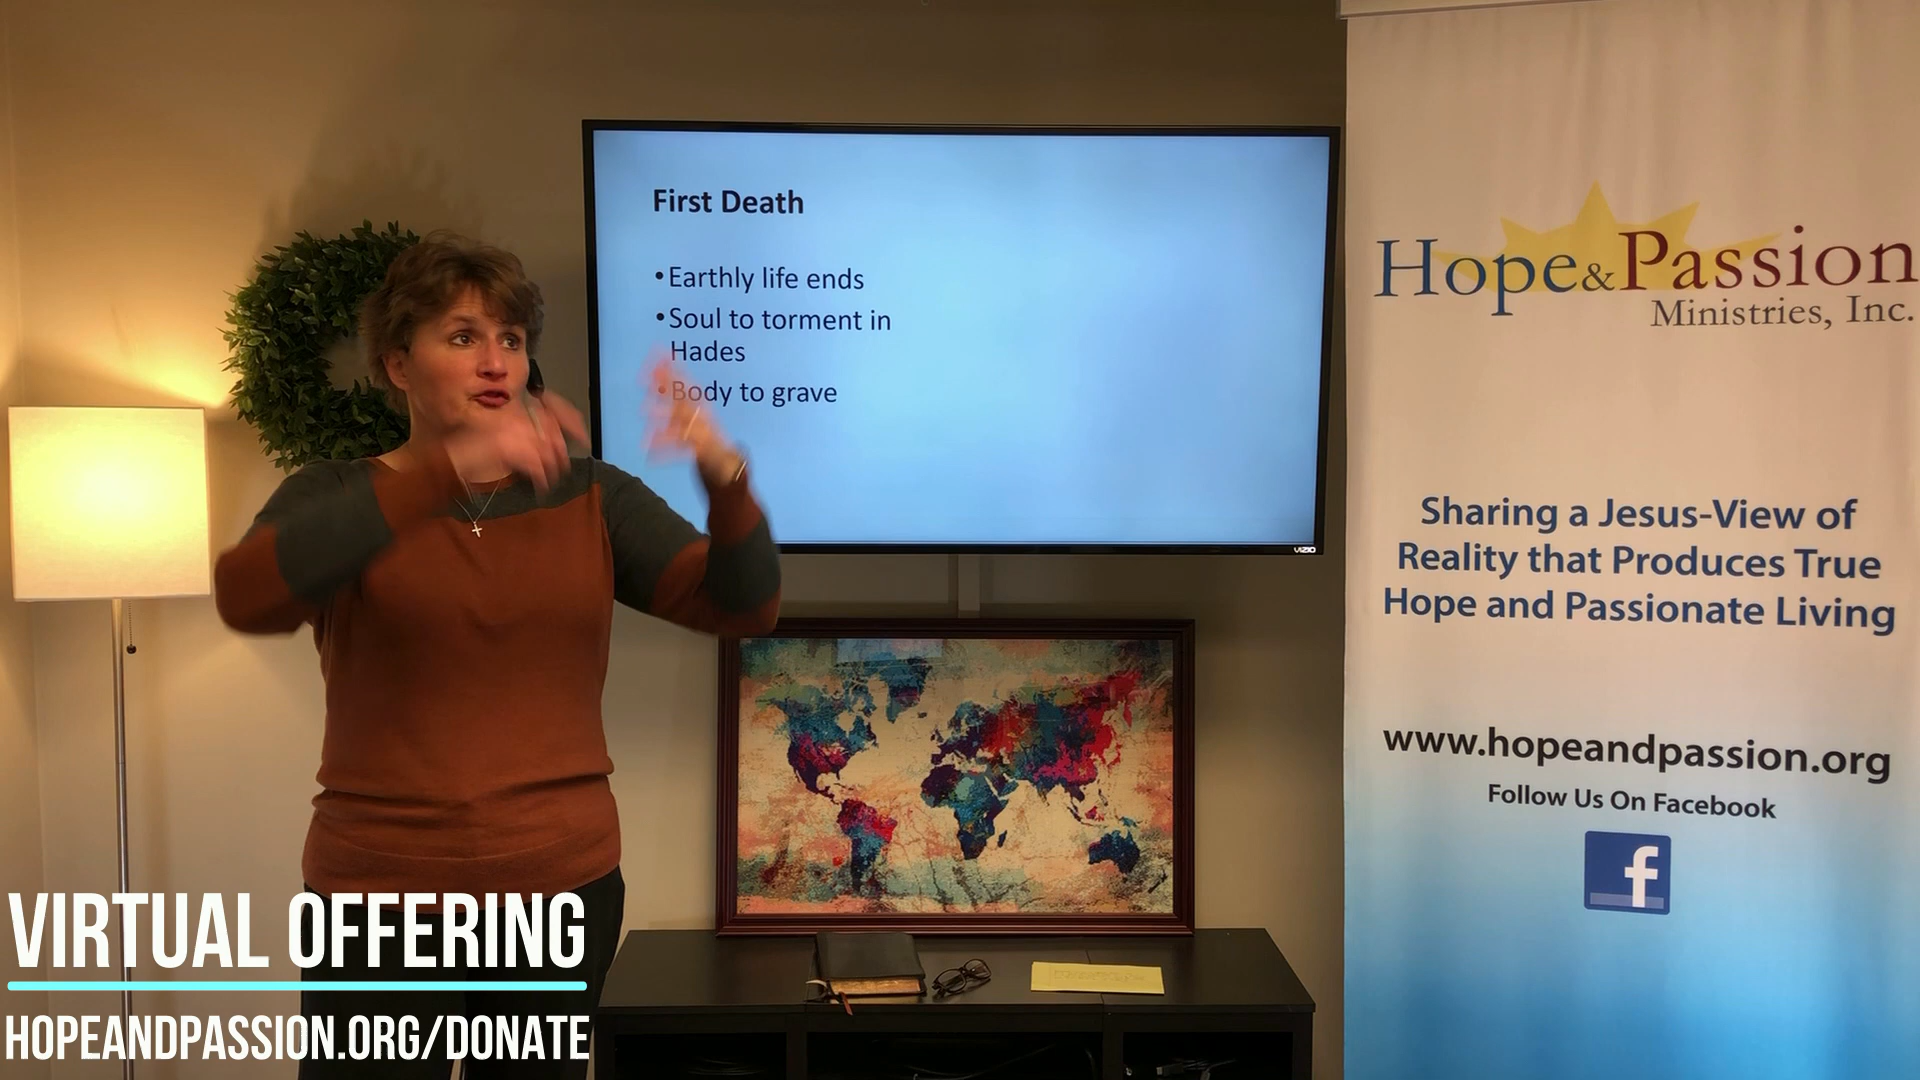 First Death
•Earthly life ends
•Soul to torment in
Hades
•Body to grave
VIZIO
Hope&Passion
Ministries, Inc.
Sharing a Jesus-View of
Reality that Produces True
Hope and Passionate Living
www.hopeandpassion.org
Follow Us On Facebook
f
VIRTUAL OFFERING
HOPEANDPASSION.ORG/DONATE